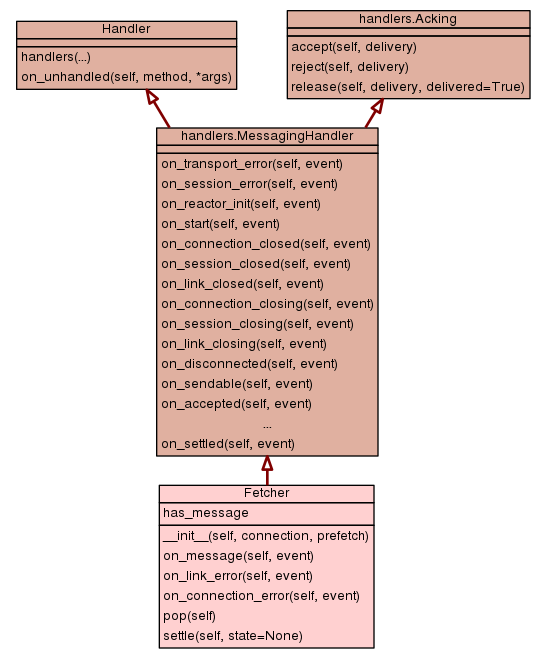 Handler
handlers(...)
on_unhandled(self, method, *args)
handlers.Acking
accept(self, delivery)
reject(self, delivery)
release(self, delivery, delivered=True)
handlers.MessagingHandler
on_transport_error(self, event)
on_session_error(self, event)
on_reactor_init(self, event)
on_start(self, event)
on_connection_closed(self, event)
on_session_closed(self, event)
on_link_closed(self, event)
on_connection_closing(self, event)
on_session_closing(self, event)
on_link_closing(self, event)
on_disconnected(self, event)
on_sendable(self, event)
on_accepted(self, event)
...
on_settled(self, event)
Fetcher
has_message
__init__(self, connection, prefetch)
on_message(self, event)
on_link_error(self, event)
on_connection_error(self, event)
pop(self)
settle(self, state=None)